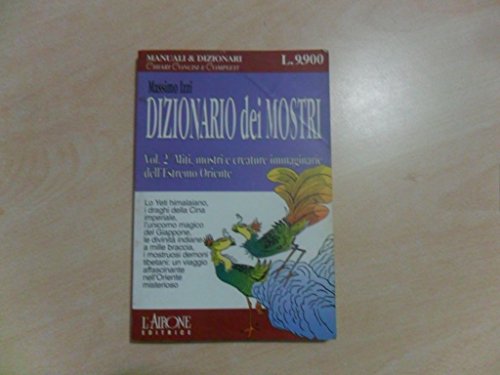 MANUALI & DIZIONARI
CHIARI CONCISI E COMPLETI
L. 9.900
Massimo Izzi
DIZIONARIO dei MOSTRI
Vol. 2 Miti, mostri e creature immaginarie
dell'Estremo Oriente
Lo Yeti himalaiano,
i draghi della Cina
imperiale,
l'unicorno magico
del Giappone,
le divinità indiane
a mille braccia,
i mostruosi demoni
tibetani: un viaggio
affascinante
nell'Oriente
misterioso
L'AIRONE
EDITRICE